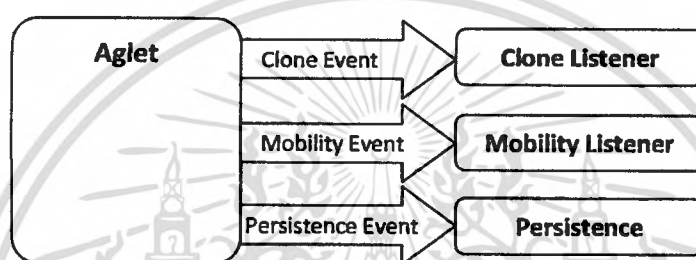 Aglet
Clone Event
Clone Listener
Mobility Event
Mobility Listener
Persistence Event
Persistence